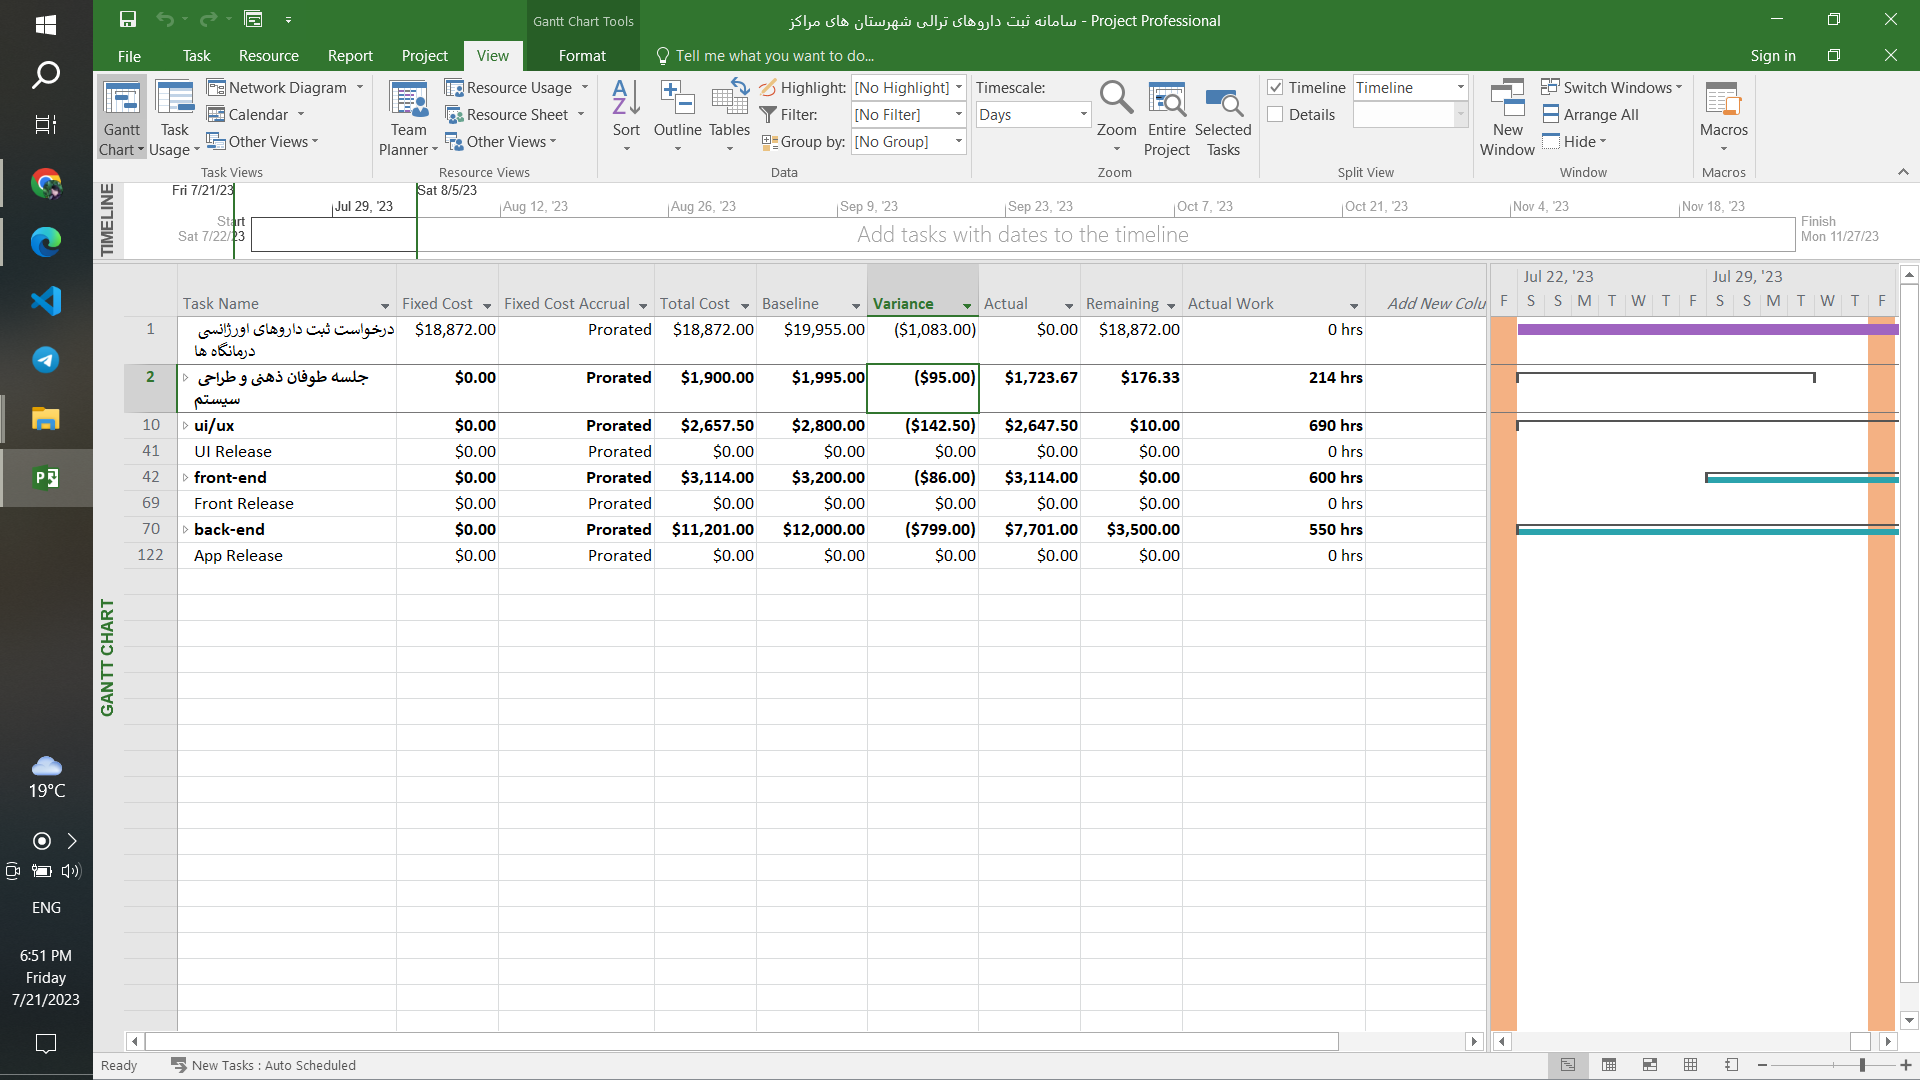 Gantt Chart Tools
سامانه ثبت داروهای ترالی شهرستان های مراکز - Project Professional
File Task Resource Report Project View Format Tell me what you want to do... Sign in
Gantt Chart
Task Usage
Network Diagram
Calendar
Other Views
Task Views
Team Planner
Resource Usage
Resource Sheet
Other Views
Resource Views
Sort
Outline
Tables
Highlight: [No Highlight]
Filter: [No Filter]
Group by: [No Group]
Data
Timescale:
Days
Zoom
Entire Project
Selected Tasks
Zoom
Timeline Timeline
Details
Split View
New Window
Switch Windows
Arrange All
Hide
Window
Macros
Macros
TIMELINE
Fri 7/21/23 Sat 8/5/23
Jul 29, '23 Aug 12, '23 Aug 26, '23 Sep 9, '23 Sep 23, '23 Oct 7, '23 Oct 21, '23 Nov 4, '23 Nov 18, '23
Start
Sat 7/22/23
Add tasks with dates to the timeline
Finish
Mon 11/27/23
GANTT CHART
Task Name Fixed Cost Fixed Cost Accrual Total Cost Baseline Variance Actual Remaining Actual Work Add New Colu
Jul 22, '23 Jul 29, '23
F S S M T W T F S S M T W T F
1 درخواست ثبت داروهای اورژانسی $18,872.00 Prorated $18,872.00 $19,955.00 ($1,083.00) $0.00 $18,872.00 0 hrs
درمانگاه ها
2 جلسه طوفان ذهنی و طراحی $0.00 Prorated $1,900.00 $1,995.00 ($95.00) $1,723.67 $176.33 214 hrs
سیستم
10 ui/ux $0.00 Prorated $2,657.50 $2,800.00 ($142.50) $2,647.50 $10.00 690 hrs
41 UI Release $0.00 Prorated $0.00 $0.00 $0.00 $0.00 $0.00 0 hrs
42 front-end $0.00 Prorated $3,114.00 $3,200.00 ($86.00) $3,114.00 $0.00 600 hrs
69 Front Release $0.00 Prorated $0.00 $0.00 $0.00 $0.00 $0.00 0 hrs
70 back-end $0.00 Prorated $11,201.00 $12,000.00 ($799.00) $7,701.00 $3,500.00 550 hrs
122 App Release $0.00 Prorated $0.00 $0.00 $0.00 $0.00 $0.00 0 hrs
Ready New Tasks : Auto Scheduled
19°C
ENG
6:51 PM
Friday
7/21/2023